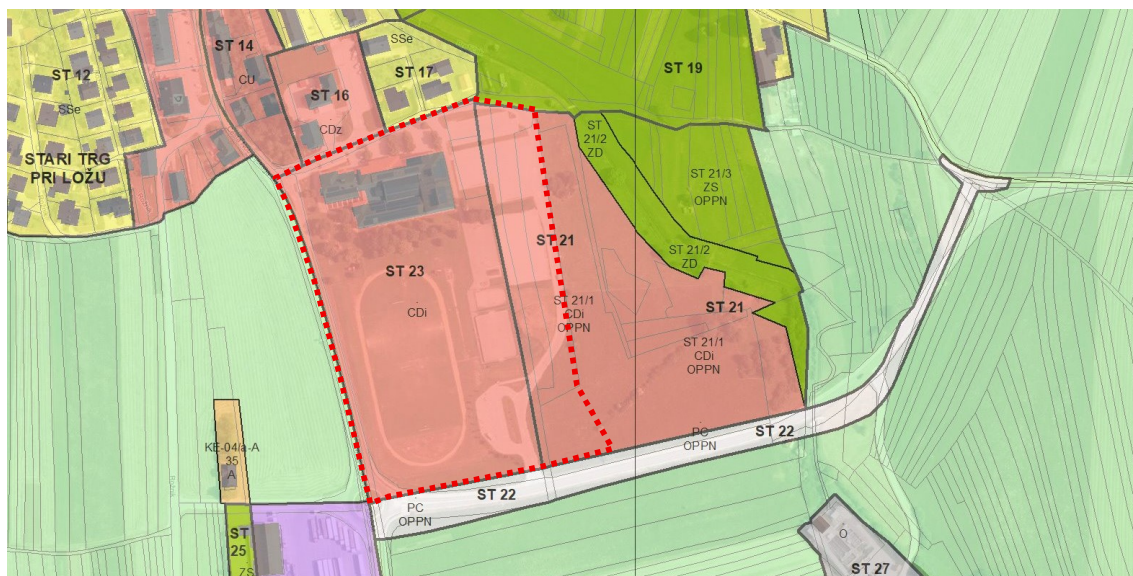 SSe
ST 14
ST 19
ST 12
ST 17
CU
ST 16
SSe
CDz
ST
21/2
ZD
STARI TRG
PRI LOŽU
ST 21/3
ZS
OPPN
ST 21
ST 21/2
ZD
ST 23
CDi
ST 21/1
CDi
OPPN
ST 21
ST 21/1
CDi
OPPN
PC
OPPN
ST 22
KE-04/a-A
35
A
ST 22
PC
OPPN
ST
25
ZS
O
ST 27